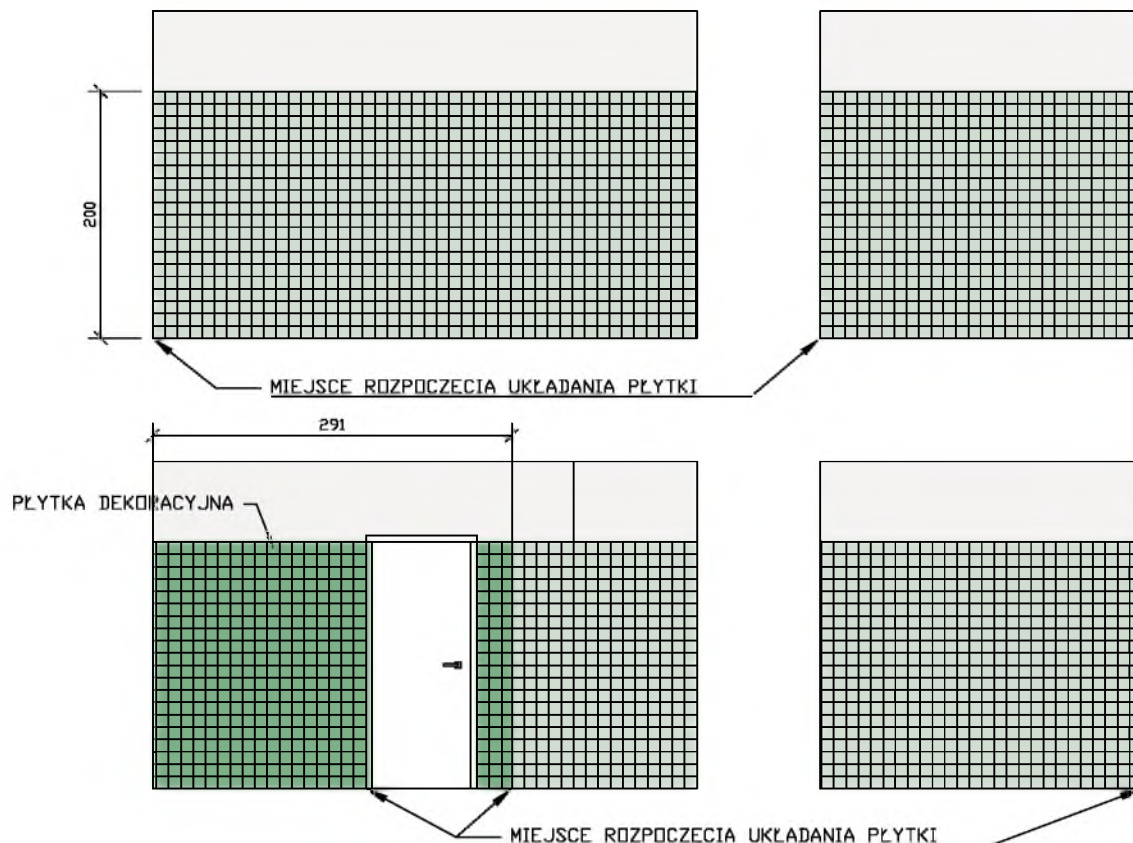 200
MIEJSCE ROZPOCZECIA UKŁADANIA PŁYTKI
291
PŁYTKA DEKORACYJNA
MIEJSCE ROZPOCZECIA UKŁADANIA PŁYTKI